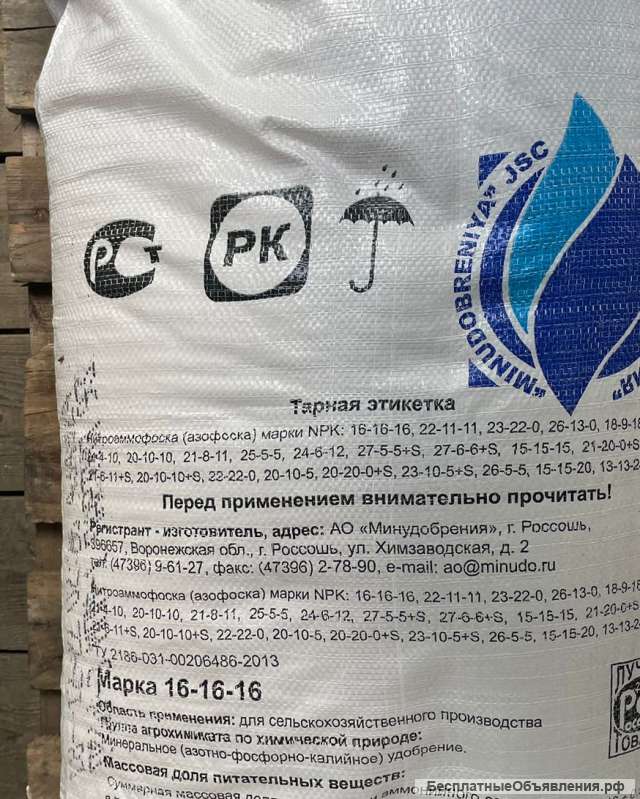 РСТ
РК
"MINUDOBRENIYA" JSC
Тарная этикетка
Нитроаммофоска (азофоска) марки NPK: 16-16-16, 22-11-11, 23-22-0, 26-13-0, 18-9-18
20-10-10, 21-8-11, 25-5-5, 24-6-12, 27-5-5+S, 27-6-6+S, 15-15-15, 21-20-0+S
20-10-10+S, 22-22-0, 20-10-5, 20-20-0+S, 23-10-5+S, 26-5-5, 15-15-20, 13-13-24
Перед применением внимательно прочитать!
Регистрант - изготовитель, адрес: АО «Минудобрения», г. Россошь,
396657, Воронежская обл., г. Россошь, ул. Химзаводская, д. 2
тел. (47396) 9-61-27, факс: (47396) 2-78-90, e-mail: ao@minudo.ru
Нитроаммофоска (азофоска) марки NPK: 16-16-16, 22-11-11, 23-22-0, 26-13-0, 18-9-18
20-10-10, 21-8-11, 25-5-5, 24-6-12, 27-5-5+S, 27-6-6+S, 15-15-15, 21-20-0+S
20-10-10+S, 22-22-0, 20-10-5, 20-20-0+S, 23-10-5+S, 26-5-5, 15-15-20, 13-13-24
ТУ 2186-031-00206486-2013
Марка 16-16-16
Область применения: для сельскохозяйственного производства
Группа агрохимиката по химической природе:
Минеральное (азотно-фосфорно-калийное) удобрение.
Массовая доля питательных веществ:
Суммарная массовая доля
БесплатныеОбъявления.рф